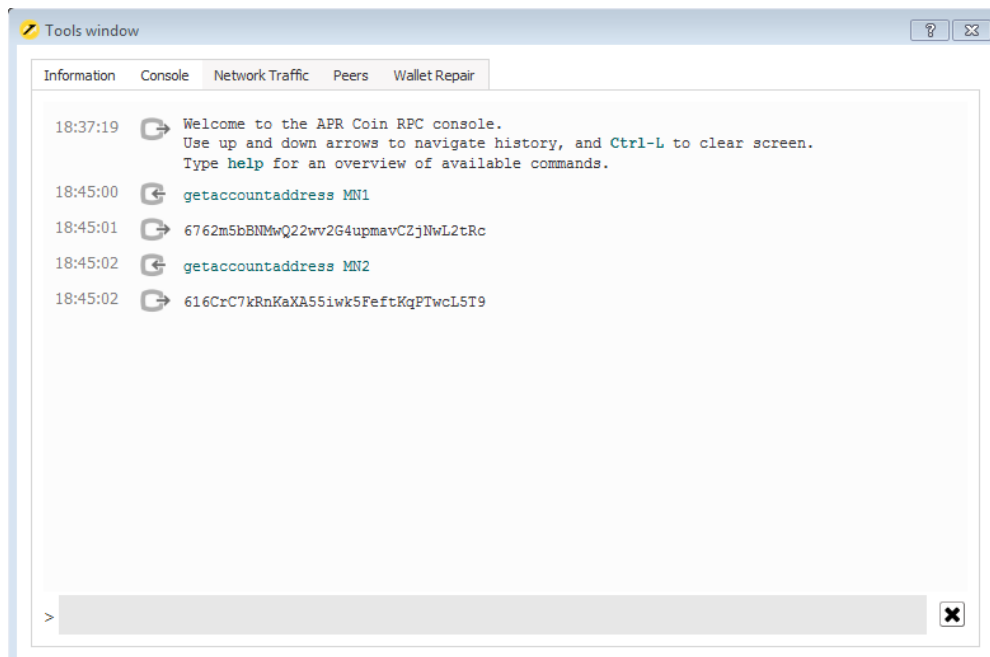 Tools window
Information Console Network Traffic Peers Wallet Repair
18:37:19 Welcome to the APR Coin RPC console.
Use up and down arrows to navigate history, and Ctrl-L to clear screen.
Type help for an overview of available commands.
18:45:00 getaccountaddress MN1
18:45:01 6762m5bBNMwQ22wv2G4upmavCZjNwL2tRc
18:45:02 getaccountaddress MN2
18:45:02 616CrC7kRnKaXA55iwk5FeftKqPTwcL5T9
>